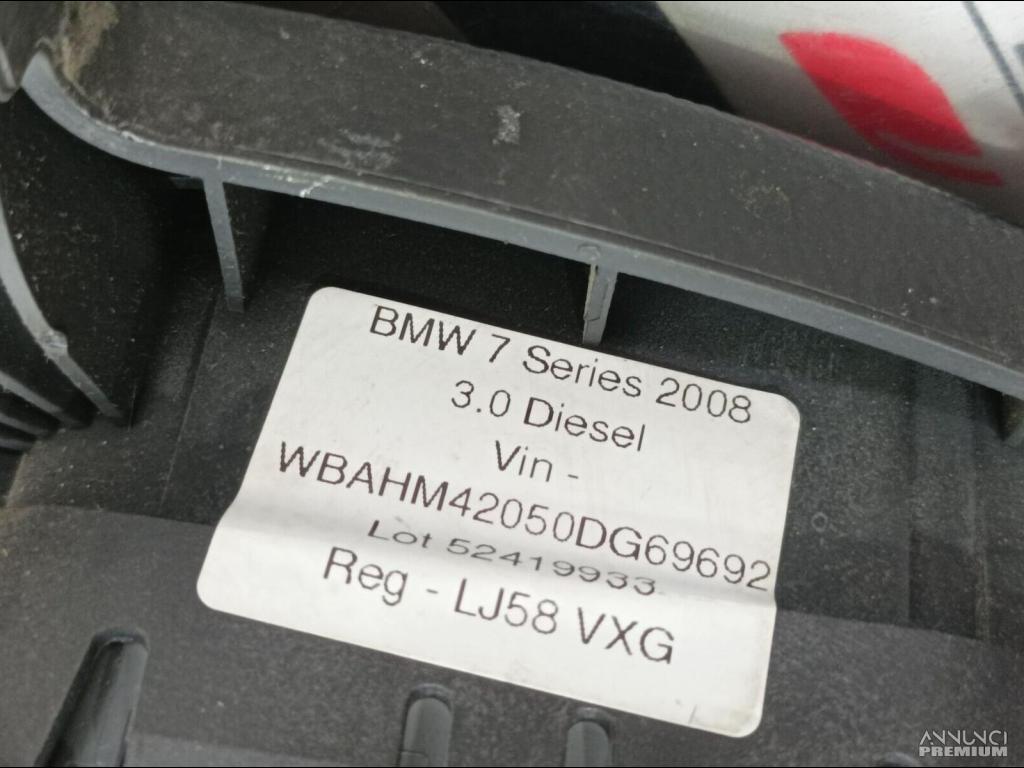 BMW 7 Series 2008
3.0 Diesel
Vin -
WBAHM42050DG69692
Lot 52419933
Reg - LJ58 VXG
ANNUNCI
PREMIUM